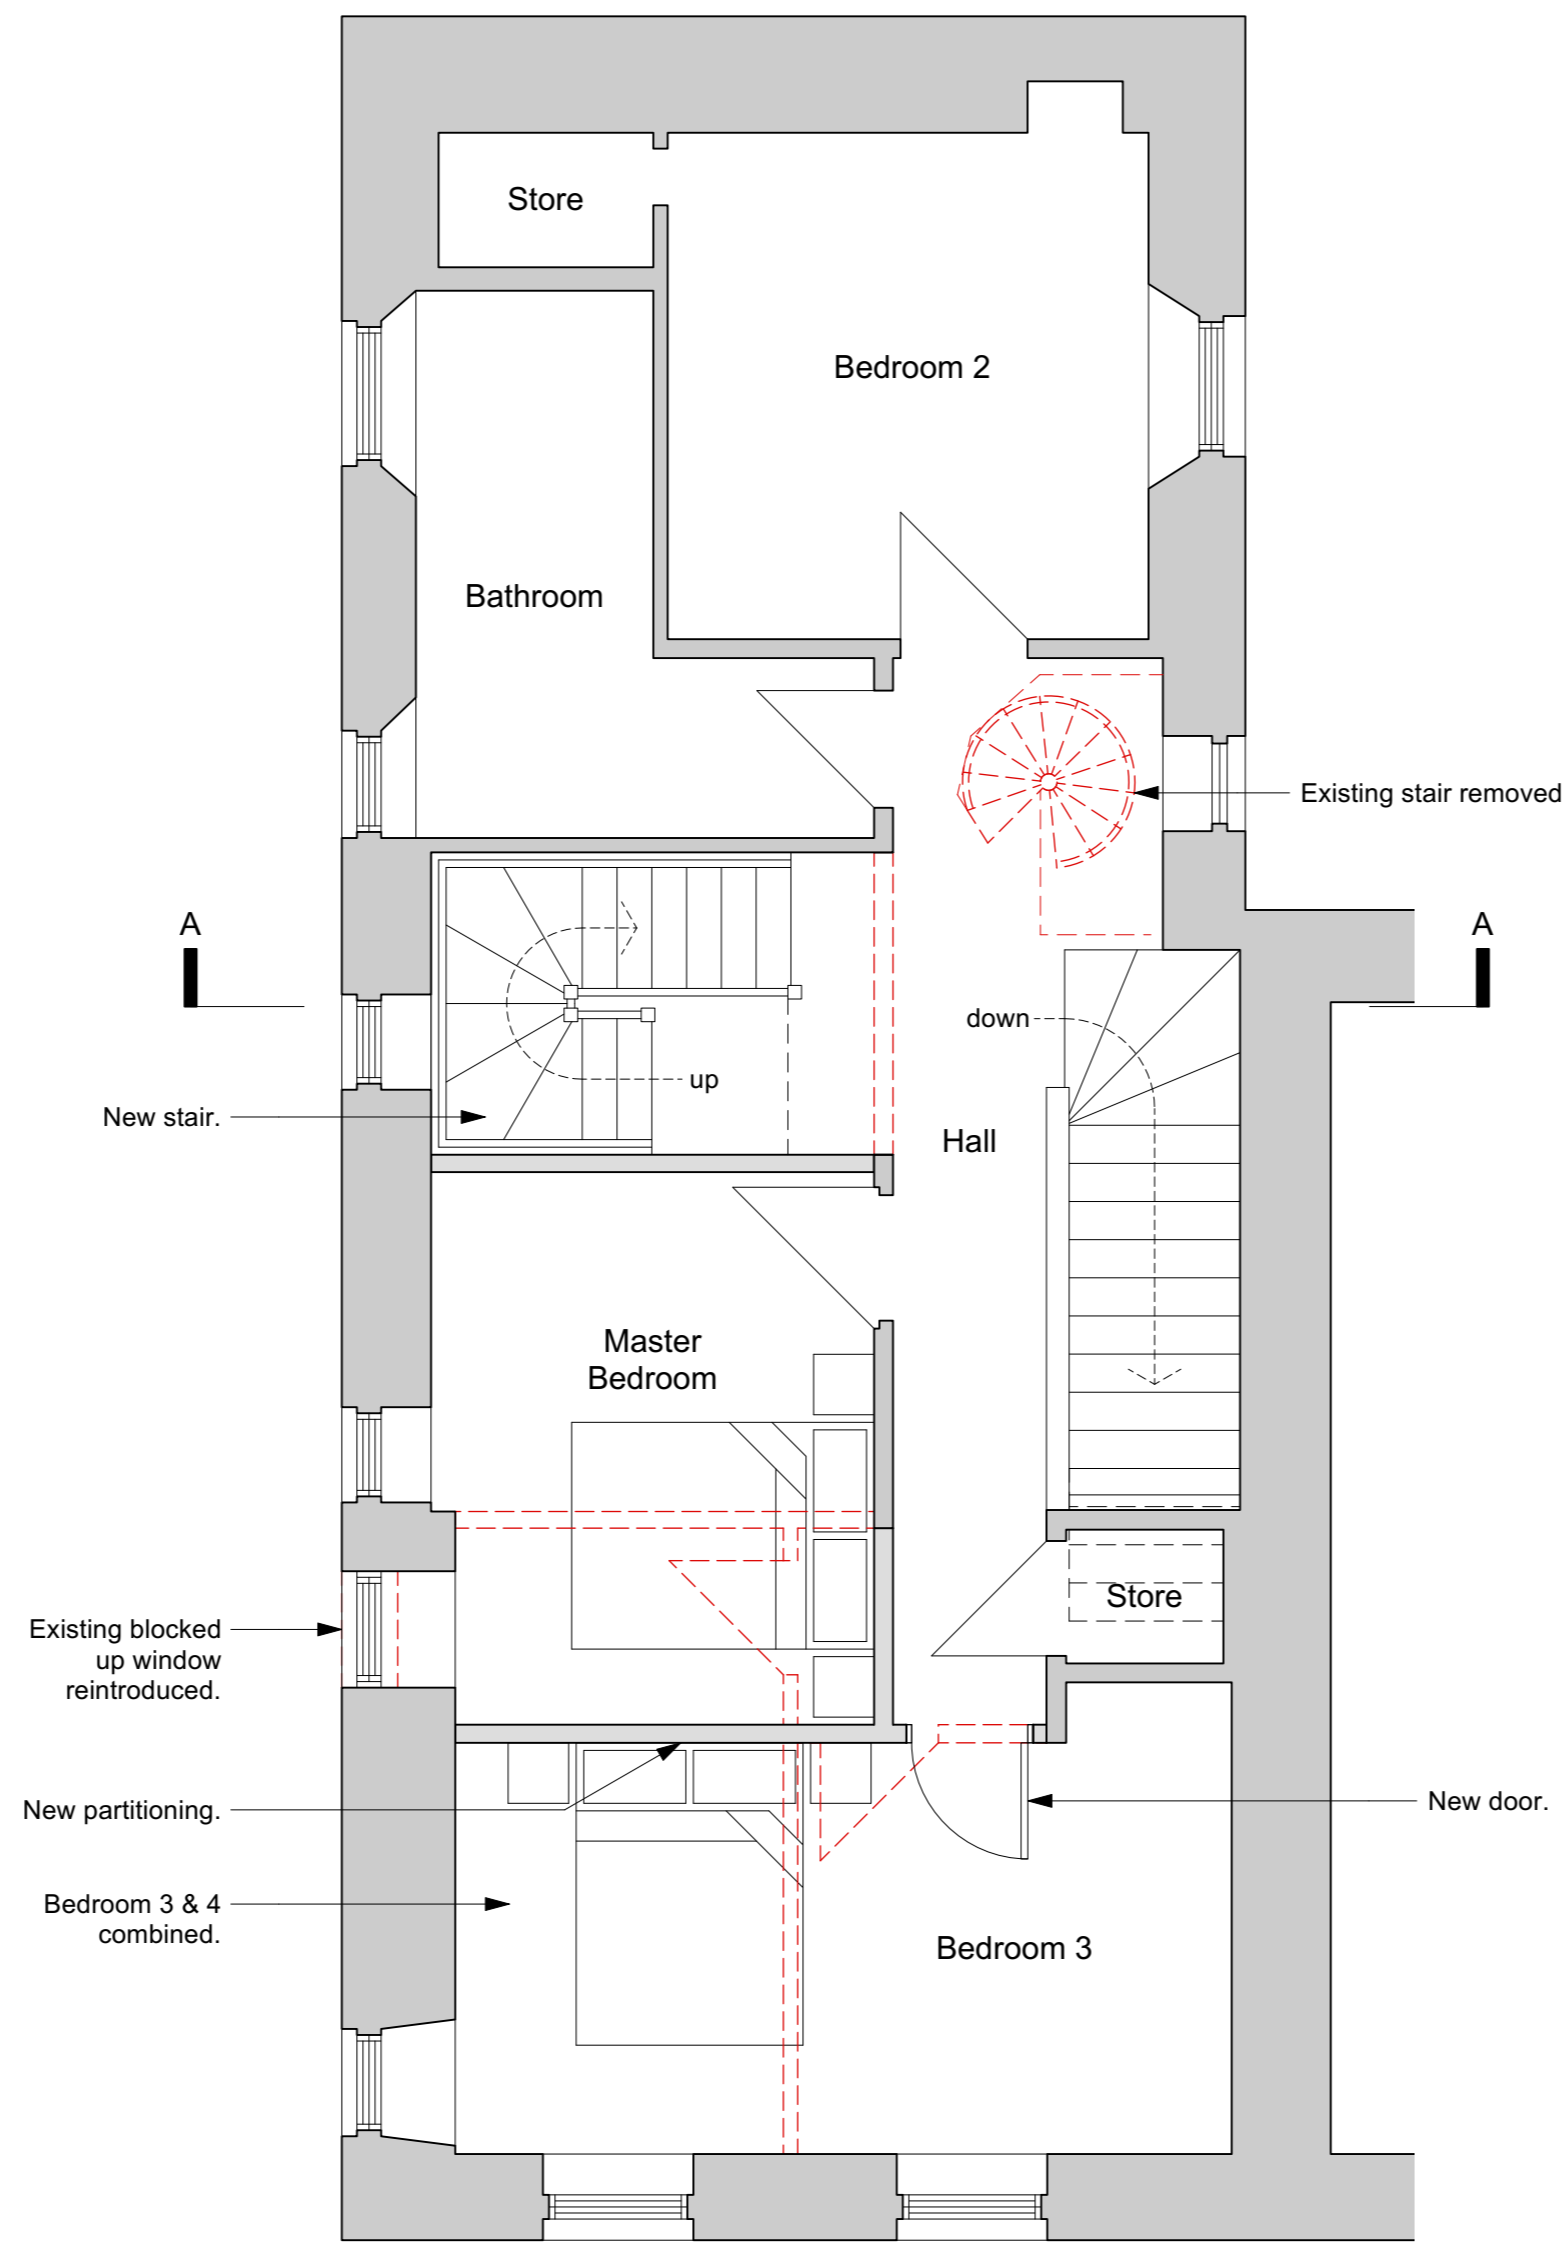 Store
Bedroom 2
Bathroom
Existing stair removed
A
A
down
up
New stair.
Hall
Master
Bedroom
Store
Existing blocked
up window
reintroduced.
New partitioning.
New door.
Bedroom 3 & 4
combined.
Bedroom 3